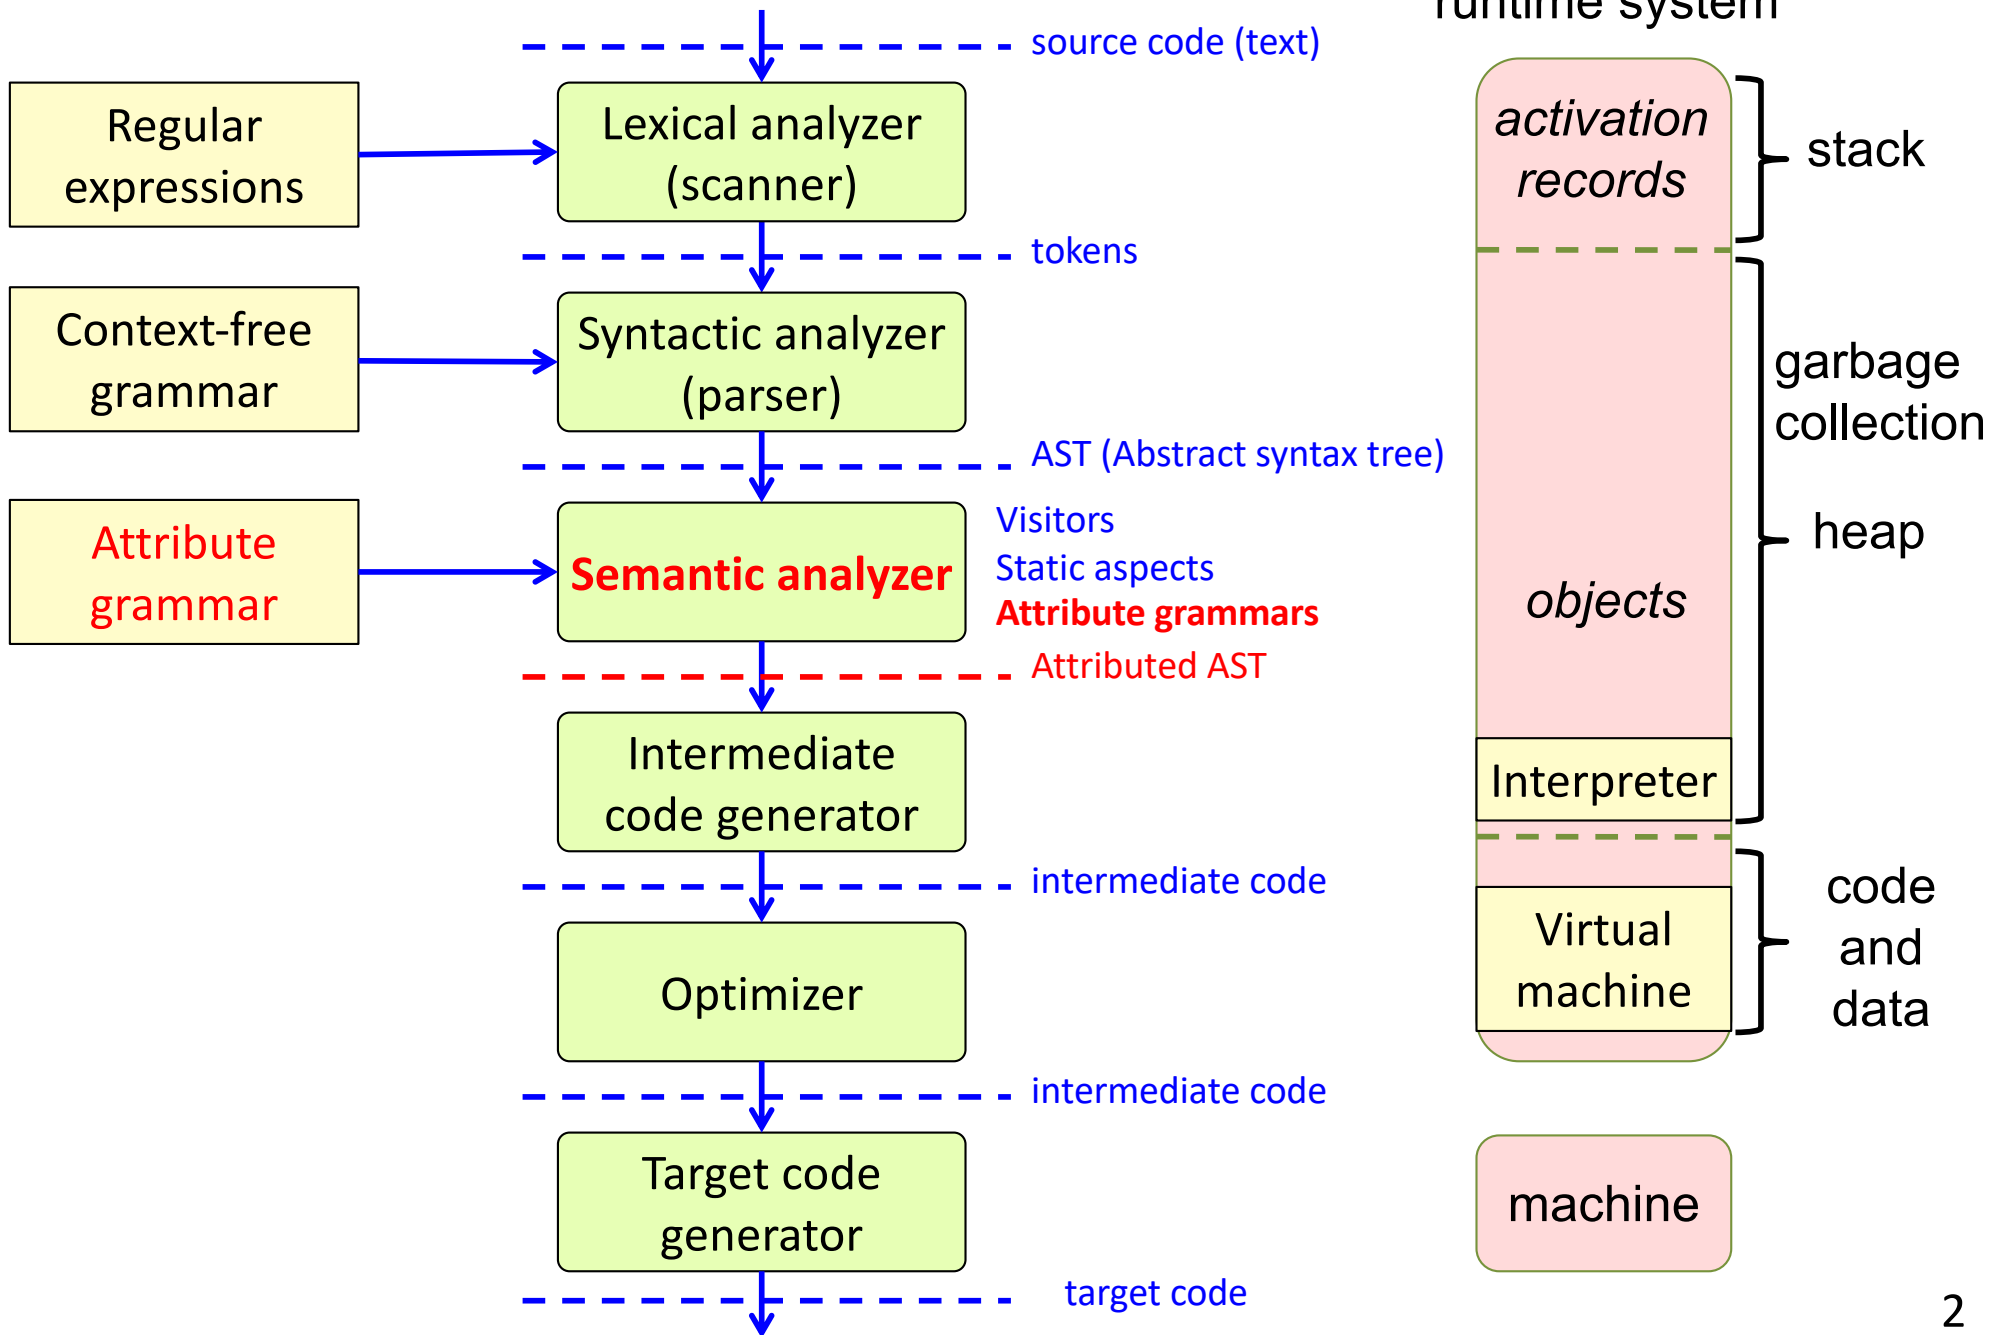 runtime system
source code (text)
Regular
expressions
Lexical analyzer
(scanner)
tokens
Context-free
grammar
Syntactic analyzer
(parser)
AST (Abstract syntax tree)
Attribute
grammar
Semantic analyzer
Visitors
Static aspects
Attribute grammars
Attributed AST
Intermediate
code generator
intermediate code
Optimizer
intermediate code
Target code
generator
target code
activation
records
stack
objects
garbage
collection
heap
Interpreter
Virtual
machine
code
and
data
machine
2